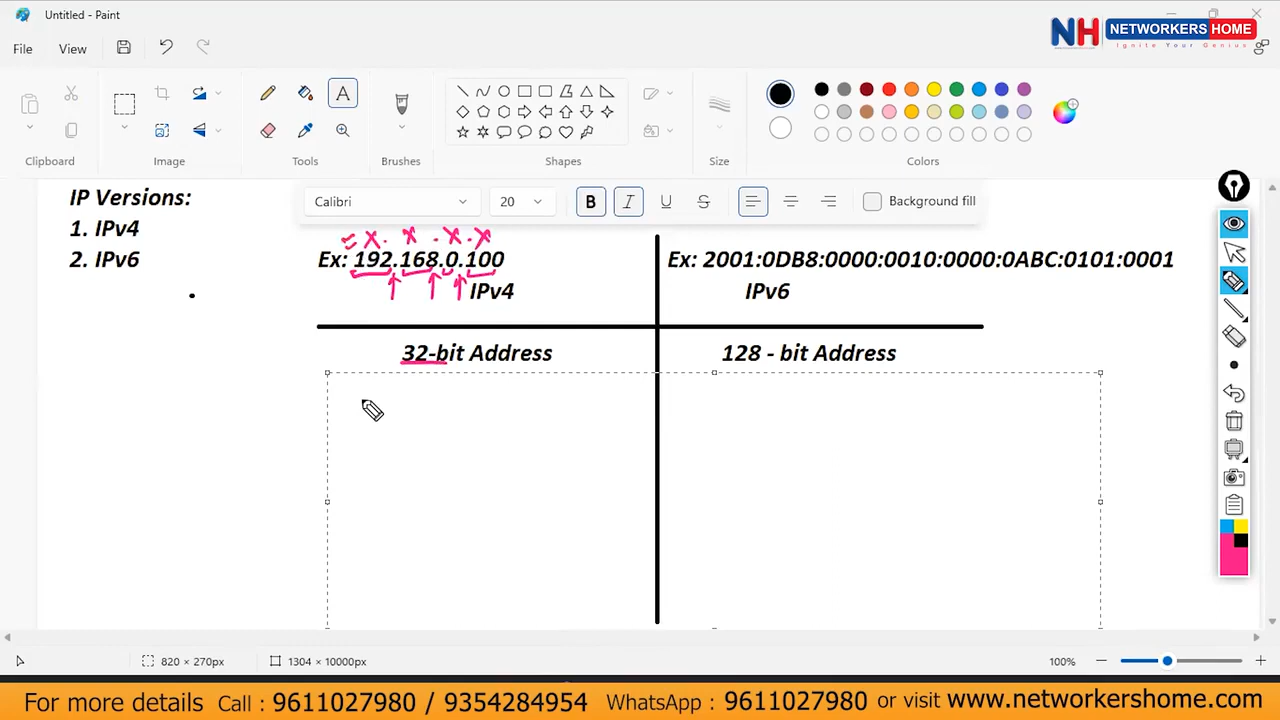 Untitled - Paint
NH NETWORKERS HOME
Ignite Your Genius
File View
Clipboard Image Tools Brushes Shapes Size Colors
Calibri 20 B I U S Background fill
IP Versions:
1. IPv4
2. IPv6
x. x . x . x
Ex: 192.168.0.100
IPv4
Ex: 2001:0DB8:0000:0010:0000:0ABC:0101:0001
IPv6
32-bit Address
128 - bit Address
820 × 270px 1304 × 10000px 100%
For more details Call : 9611027980 / 9354284954 WhatsApp : 9611027980 or visit www.networkershome.com